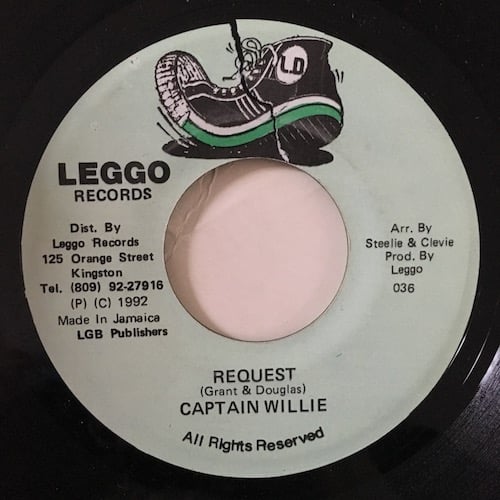 LD
LEGGO
RECORDS
Dist. By
Leggo Records
125 Orange Street
Kingston
Tel. (809) 92-27916
(P) (C) 1992
Made In Jamaica
LGB Publishers
Arr. By
Steelie & Clevie
Prod. By
Leggo
036
REQUEST
(Grant & Douglas)
CAPTAIN WILLIE
All Rights Reserved